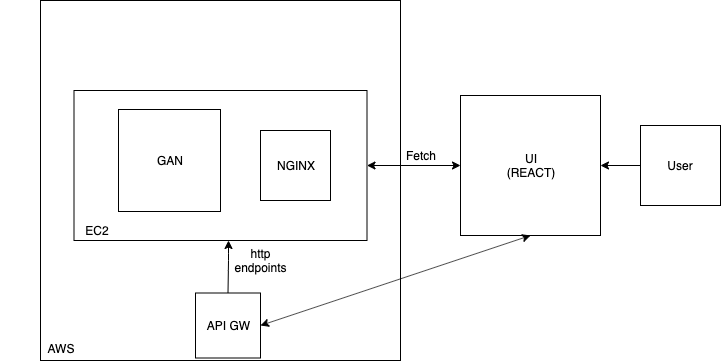 GAN
NGINX
EC2
Fetch
UI
(REACT)
User
http
endpoints
API GW
AWS